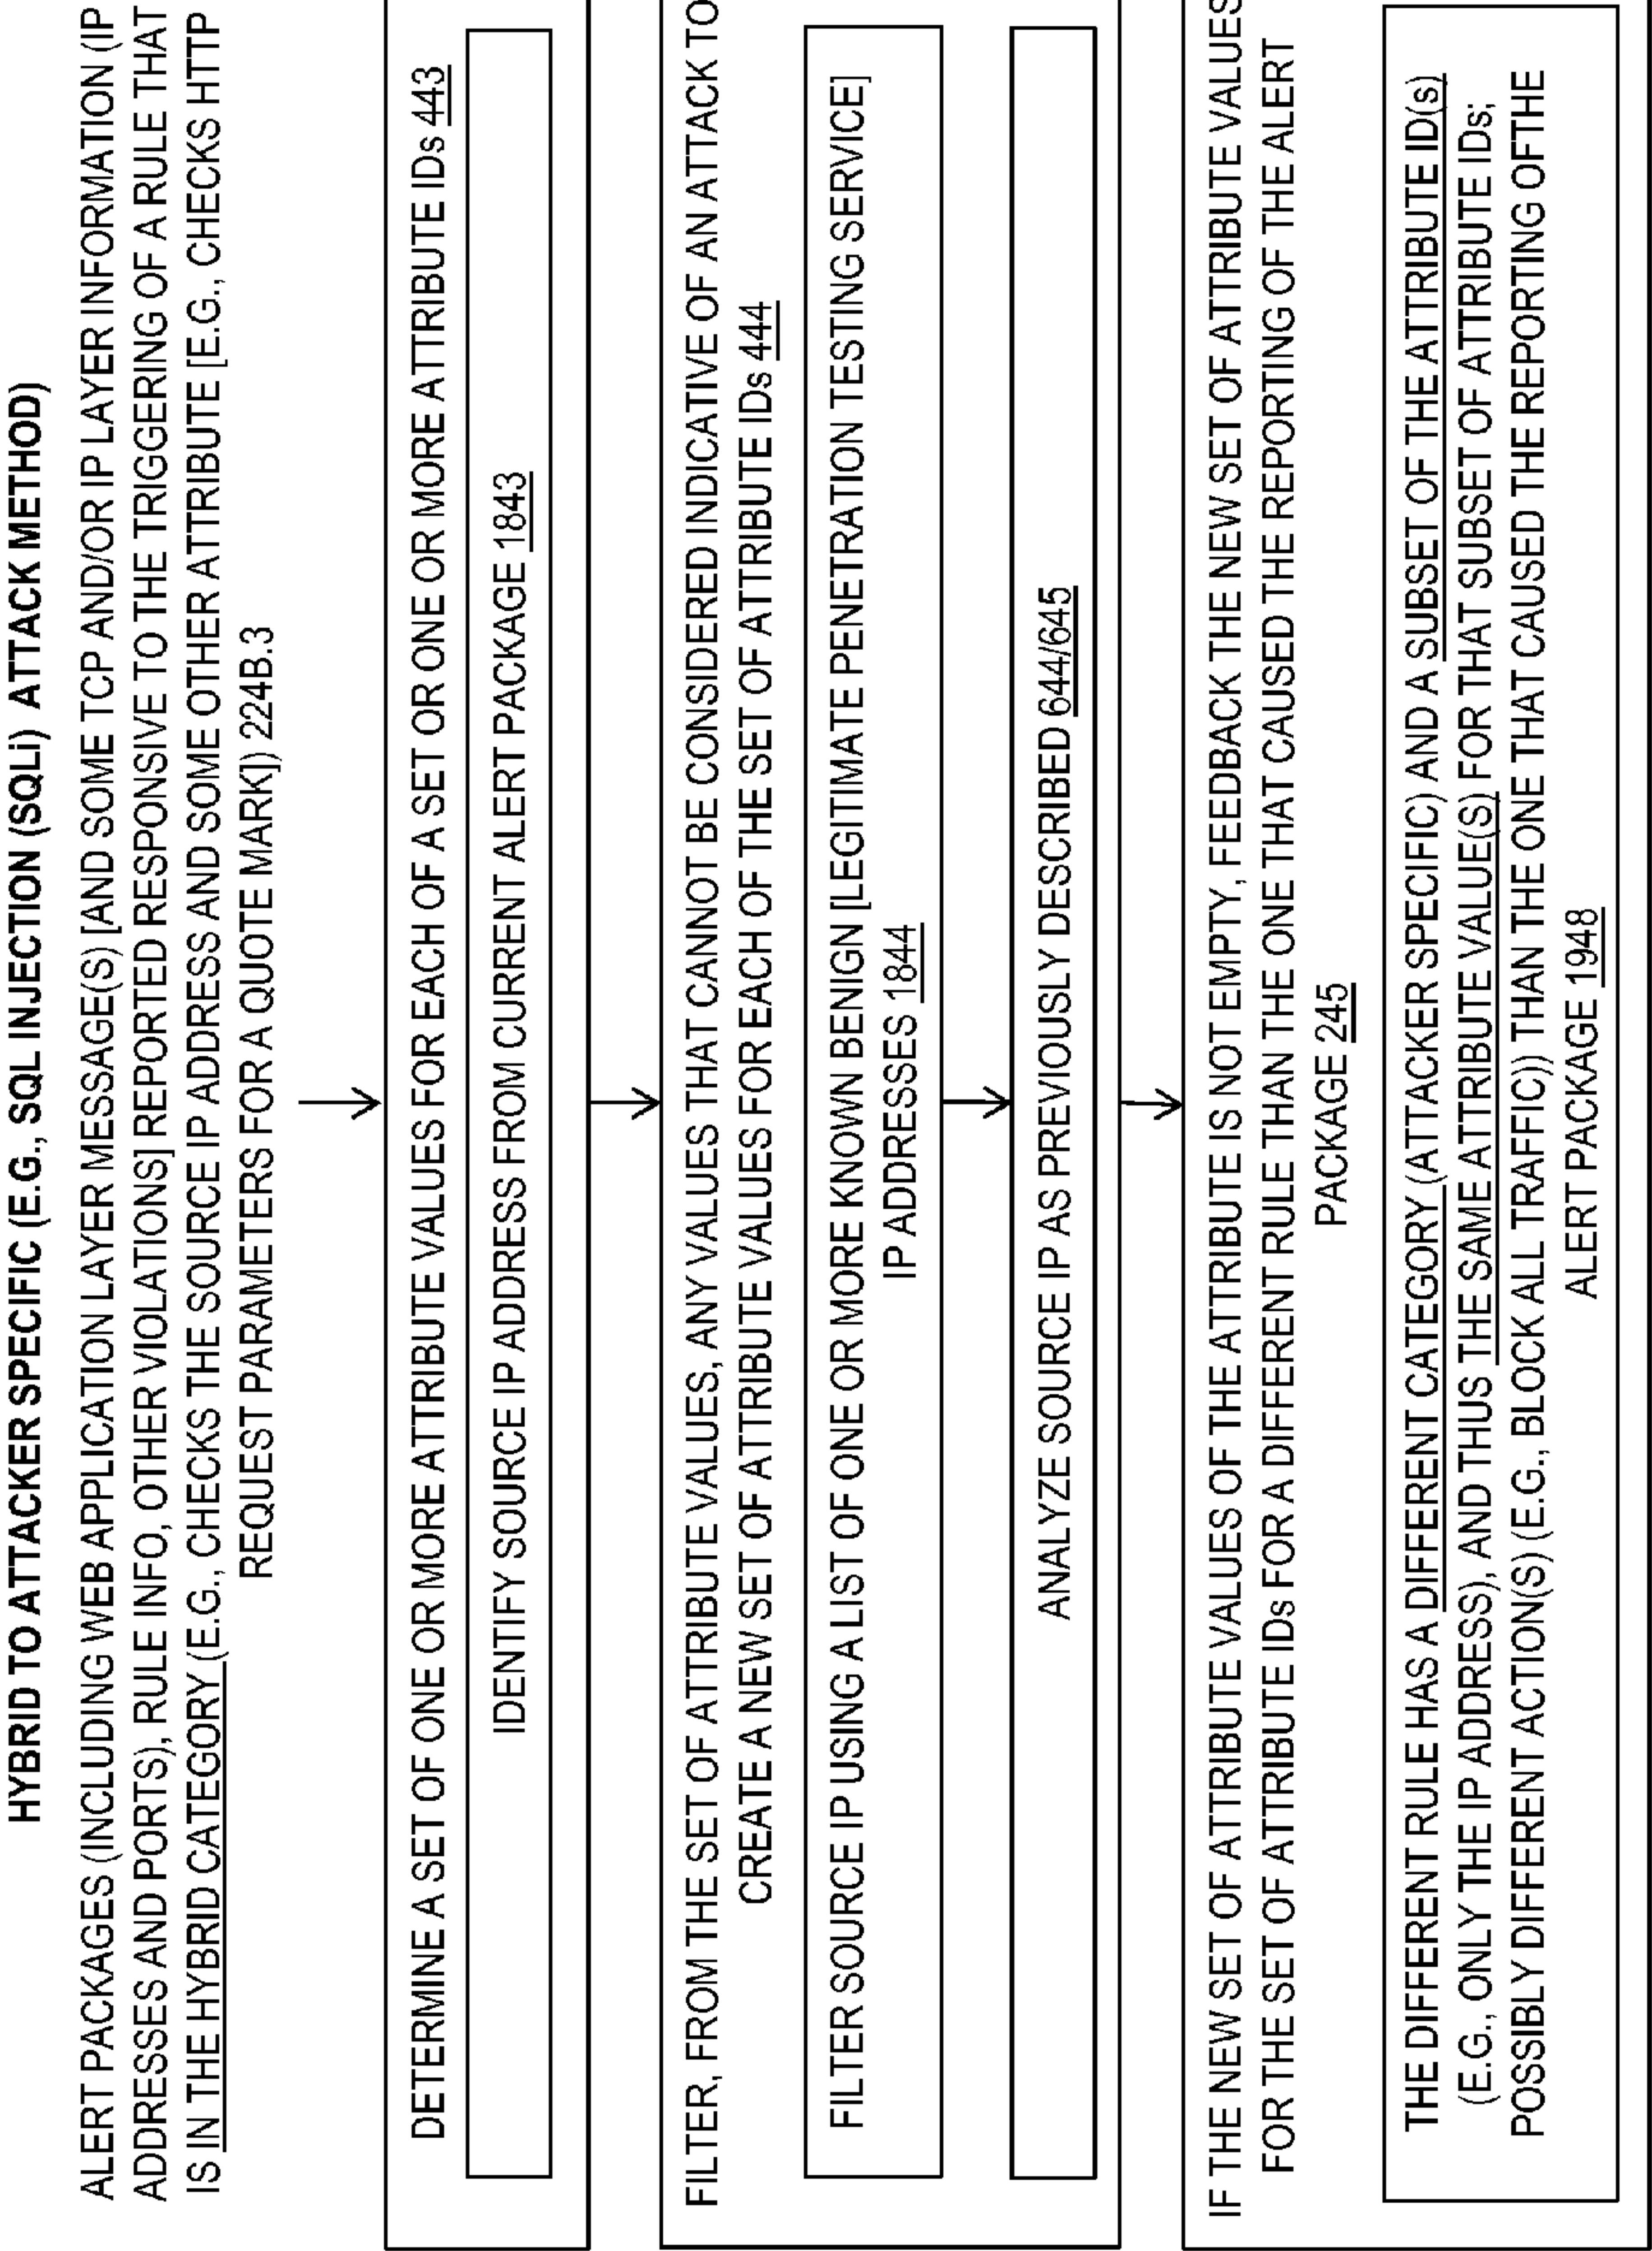 HYBRID TO ATTACKER SPECIFIC (E.G., SQL INJECTION (SQLi) ATTACK METHOD)
ALERT PACKAGES (INCLUDING WEB APPLICATION LAYER MESSAGE(S) [AND SOME TCP AND/OR IP LAYER INFORMATION (IP
ADDRESSES AND PORTS), RULE INFO, OTHER VIOLATIONS] REPORTED RESPONSIVE TO THE TRIGGERING OF A RULE THAT
IS IN THE HYBRID CATEGORY (E.G., CHECKS THE SOURCE IP ADDRESS AND SOME OTHER ATTRIBUTE [E.G., CHECKS HTTP
REQUEST PARAMETERS FOR A QUOTE MARK]) 224B.3
DETERMINE A SET OF ONE OR MORE ATTRIBUTE VALUES FOR EACH OF A SET OR ONE OR MORE ATTRIBUTE IDs 443
IDENTIFY SOURCE IP ADDRESS FROM CURRENT ALERT PACKAGE 1843
FILTER, FROM THE SET OF ATTRIBUTE VALUES, ANY VALUES THAT CANNOT BE CONSIDERED INDICATIVE OF AN ATTACK TO
CREATE A NEW SET OF ATTRIBUTE VALUES FOR EACH OF THE SET OF ATTRIBUTE IDs 444
FILTER SOURCE IP USING A LIST OF ONE OR MORE KNOWN BENIGN [LEGITIMATE PENETRATION TESTING SERVICE]
IP ADDRESSES 1844
ANALYZE SOURCE IP AS PREVIOUSLY DESCRIBED 644/645
IF THE NEW SET OF ATTRIBUTE VALUES OF THE ATTRIBUTE IS NOT EMPTY, FEEDBACK THE NEW SET OF ATTRIBUTE VALUES
FOR THE SET OF ATTRIBUTE IDs FOR A DIFFERENT RULE THAN THE ONE THAT CAUSED THE REPORTING OF THE ALERT
PACKAGE 245
THE DIFFERENT RULE HAS A DIFFERENT CATEGORY (ATTACKER SPECIFIC) AND A SUBSET OF THE ATTRIBUTE ID(s)
(E.G., ONLY THE IP ADDRESS), AND THUS THE SAME ATTRIBUTE VALUE(S) FOR THAT SUBSET OF ATTRIBUTE IDs;
POSSIBLY DIFFERENT ACTION(S) (E.G., BLOCK ALL TRAFFIC)) THAN THE ONE THAT CAUSED THE REPORTING OFTHE
ALERT PACKAGE 1948